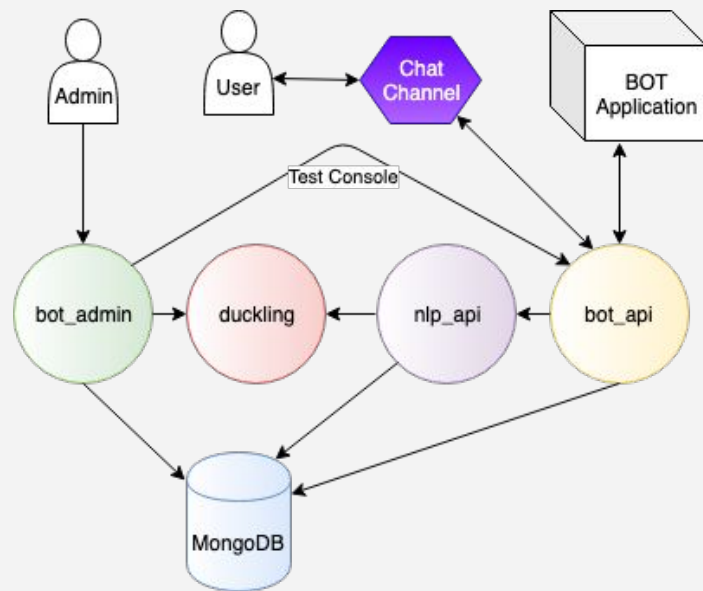 Admin
User
Chat
Channel
BOT
Application
Test Console
bot_admin
duckling
nlp_api
bot_api
MongoDB